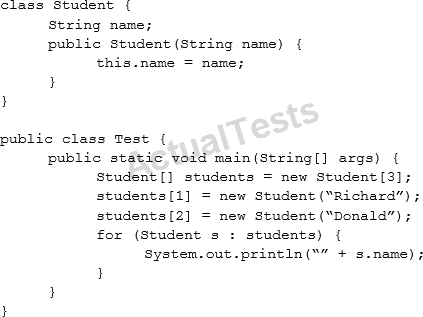 class Student {
String name;
public Student(String name) {
this.name = name;
}
}
public class Test {
public static void main(String[] args) {
Student[] students = new Student[3];
students[1] = new Student(“Richard”);
students[2] = new Student(“Donald”);
for (Student s : students) {
System.out.println(“” + s.name);
}
}
}
ActualTests